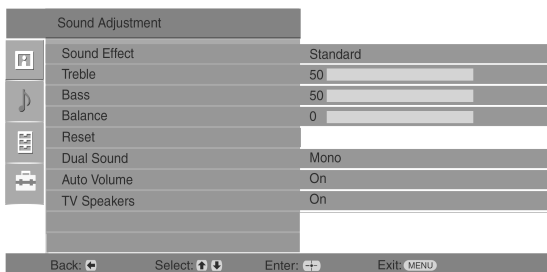 Sound Adjustment
Sound Effect Standard
Treble 50
Bass 50
Balance 0
Reset
Dual Sound Mono
Auto Volume On
TV Speakers On
Back: Select: Enter: Exit: MENU